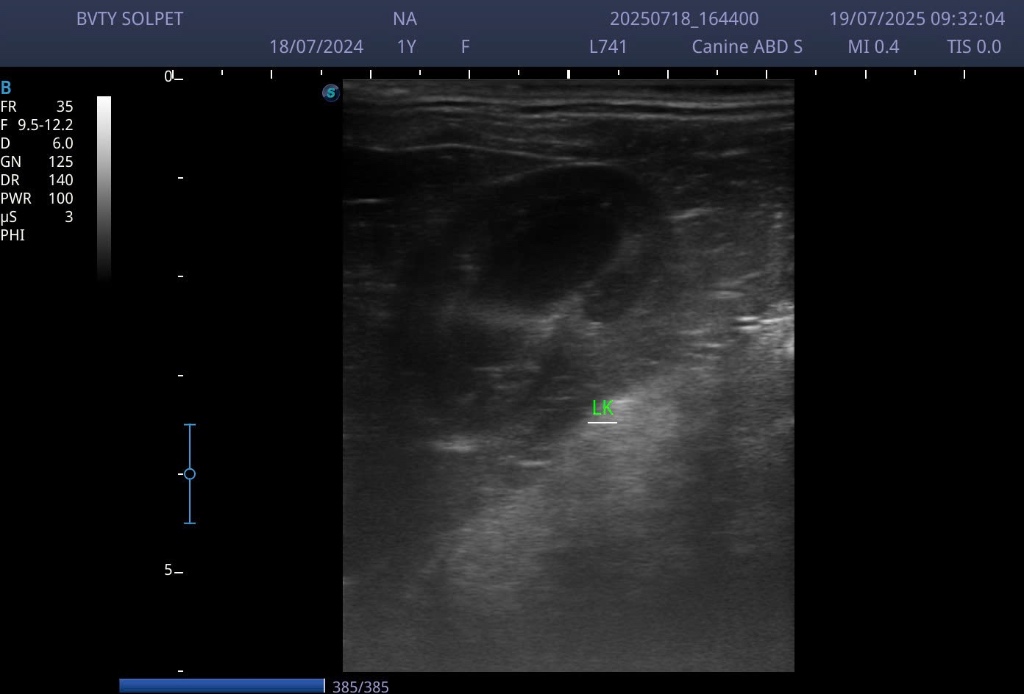 BVTY SOLPET NA 20250718_164400 19/07/2025 09:32:04
18/07/2024 1Y F L741 Canine ABD S MI 0.4 TIS 0.0
0
B
S
FR 35
F 9.5-12.2
D 6.0
GN 125
DR 140
PWR 100
µS 3
PHI
LK
5
385/385